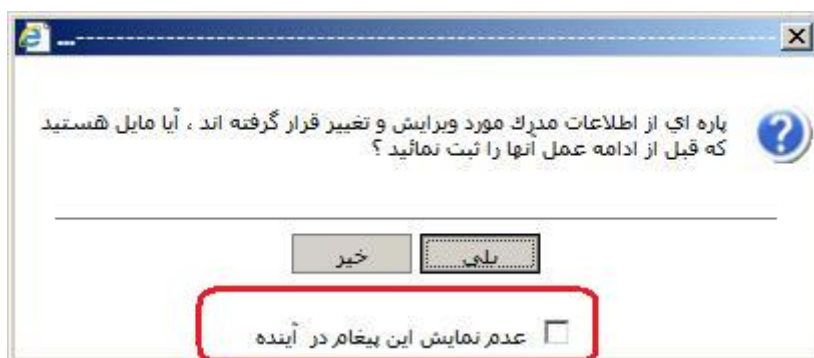 پاره اي از اطلاعات مدرك مورد ويرايش و تغيير قرار گرفته اند ، آيا مايل هستيد
كه قبل از ادامه عمل آنها را ثبت نمائيد ؟
بلی
خير
عدم نمايش اين پيغام در آينده